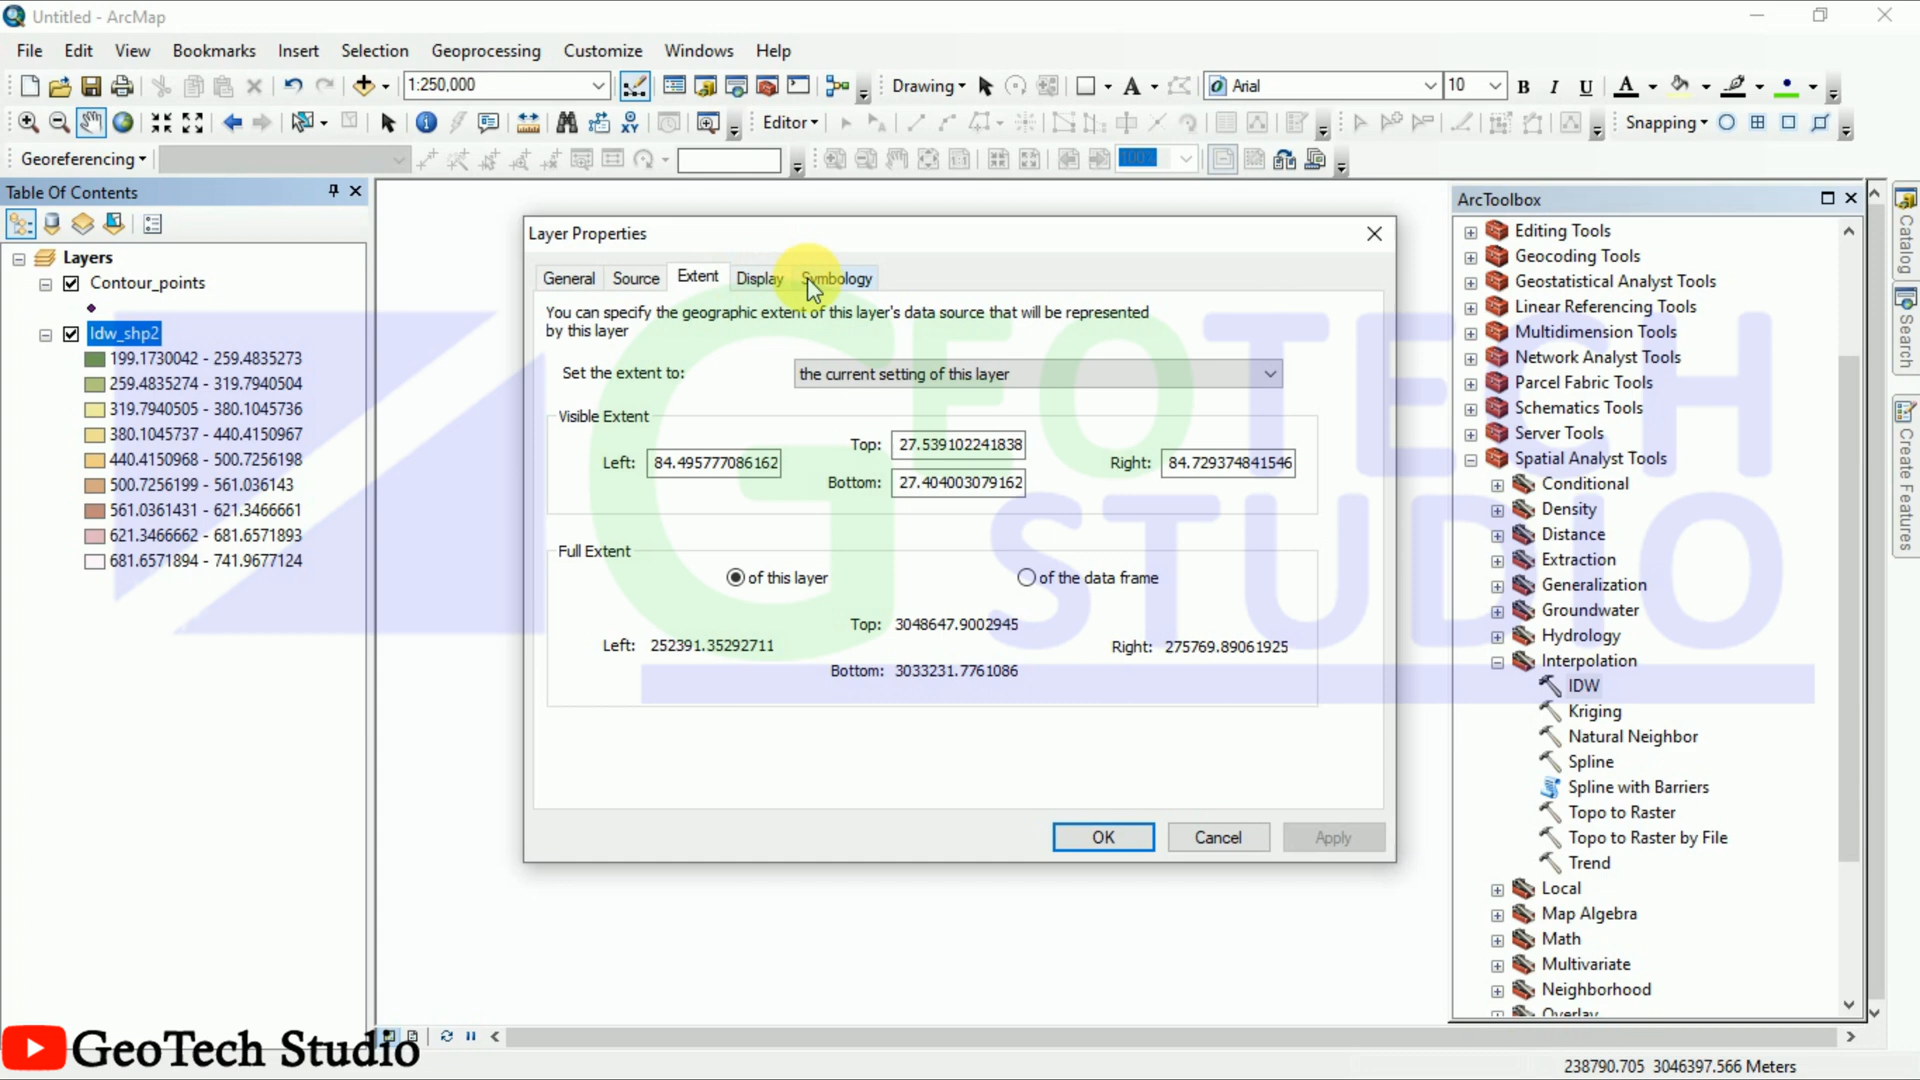 Untitled - ArcMap
File Edit View Bookmarks Insert Selection Geoprocessing Customize Windows Help
1:250,000 Drawing Arial 10 B I U A
Editor Snapping
Georeferencing 100%
Table Of Contents
Layers
Contour_points
Idw_shp2
199.1730042 - 259.4835273
259.4835274 - 319.7940504
319.7940505 - 380.1045736
380.1045737 - 440.4150967
440.4150968 - 500.7256198
500.7256199 - 561.036143
561.0361431 - 621.3466661
621.3466662 - 681.6571893
681.6571894 - 741.9677124
Layer Properties
General Source Extent Display Symbology
You can specify the geographic extent of this layer's data source that will be represented
by this layer
Set the extent to: the current setting of this layer
Visible Extent
Top: 27.539102241838
Left: 84.495777086162
Right: 84.729374841546
Bottom: 27.404003079162
Full Extent
of this layer of the data frame
Top: 3048647.9002945
Left: 252391.35292711
Right: 275769.89061925
Bottom: 3033231.7761086
OK Cancel Apply
GEOTECH
STUDIO
ArcToolbox
Editing Tools
Geocoding Tools
Geostatistical Analyst Tools
Linear Referencing Tools
Multidimension Tools
Network Analyst Tools
Parcel Fabric Tools
Schematics Tools
Server Tools
Spatial Analyst Tools
Conditional
Density
Distance
Extraction
Generalization
Groundwater
Hydrology
Interpolation
IDW
Kriging
Natural Neighbor
Spline
Spline with Barriers
Topo to Raster
Topo to Raster by File
Trend
Local
Map Algebra
Math
Multivariate
Neighborhood
Overlay
Catalog
Search
Create Features
GeoTech Studio
238790.705 3046397.566 Meters